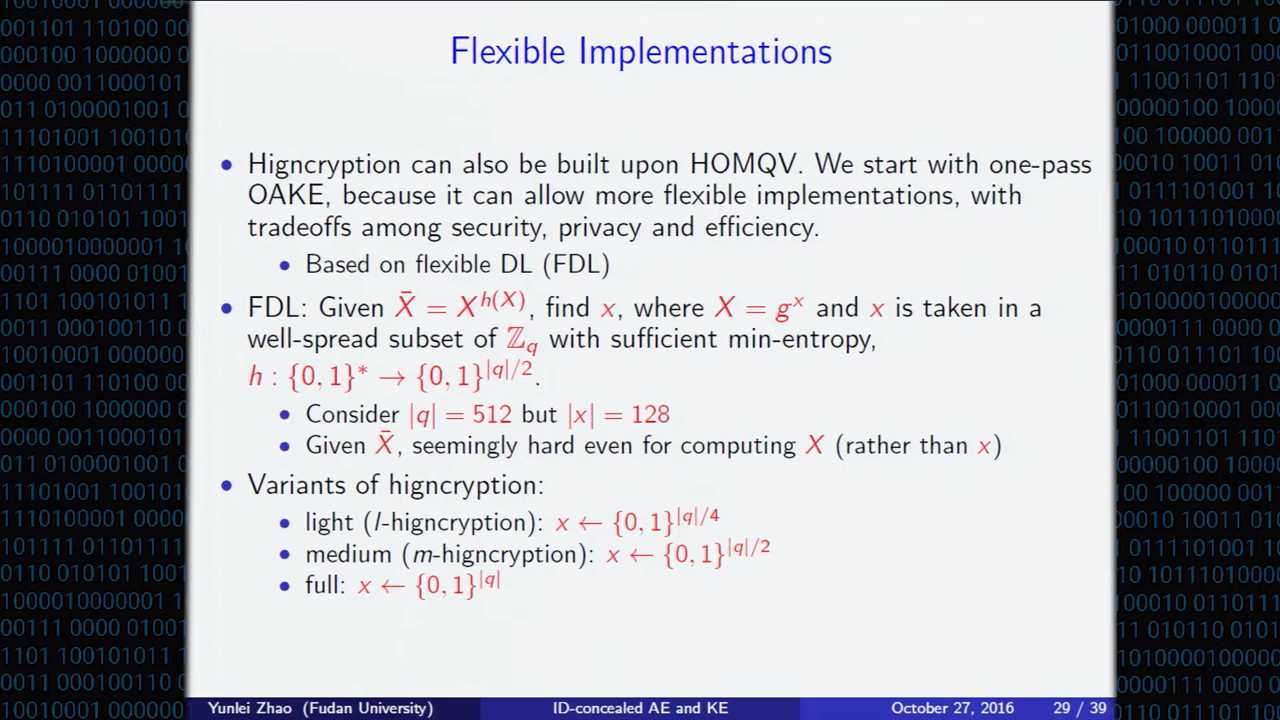 Flexible Implementations
• Higncryption can also be built upon HOMQV. We start with one-pass
OAKE, because it can allow more flexible implementations, with
tradeoffs among security, privacy and efficiency.
• Based on flexible DL (FDL)
• FDL: Given X̄ = X^{h(X)}, find x, where X = g^x and x is taken in a
well-spread subset of ℤ_q with sufficient min-entropy,
h : {0, 1}* → {0, 1}^{|q|/2}.
• Consider |q| = 512 but |x| = 128
• Given X̄, seemingly hard even for computing X (rather than x)
• Variants of higncryption:
• light (l-higncryption): x ← {0, 1}^{|q|/4}
• medium (m-higncryption): x ← {0, 1}^{|q|/2}
• full: x ← {0, 1}^{|q|}
Yunlei Zhao (Fudan University) ID-concealed AE and KE October 27, 2016 29 / 39